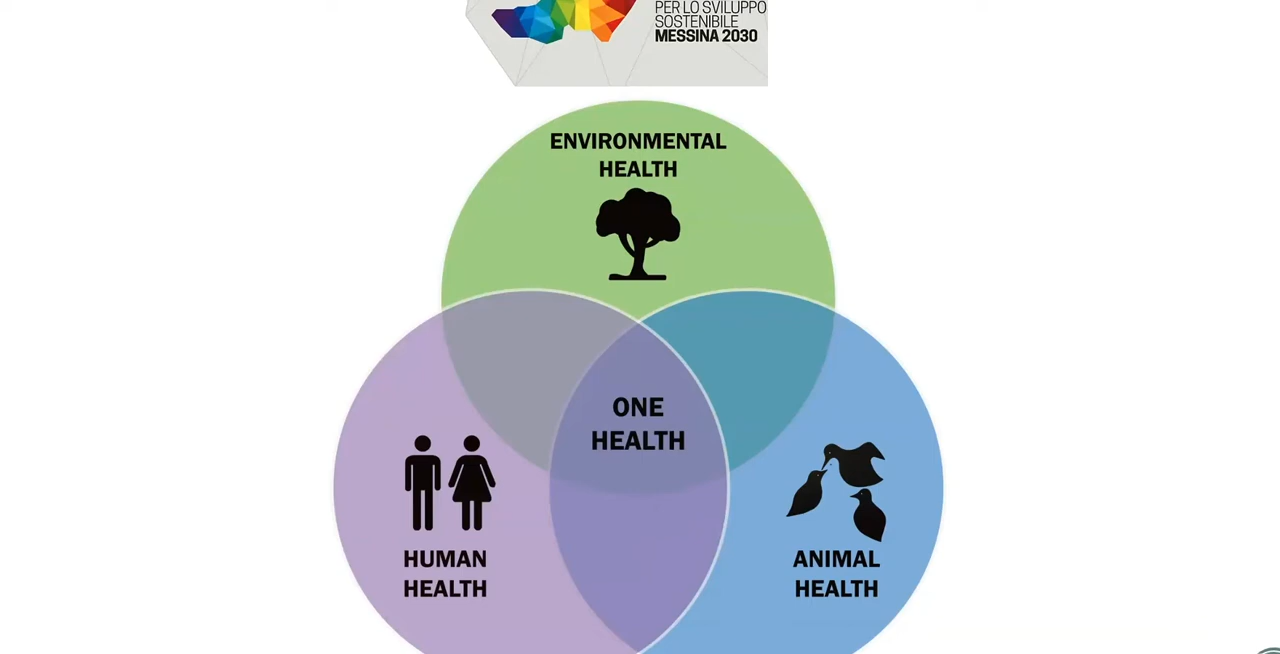 PER LO SVILUPPO
SOSTENIBILE
MESSINA 2030
ENVIRONMENTAL
HEALTH
ONE
HEALTH
HUMAN
HEALTH
ANIMAL
HEALTH